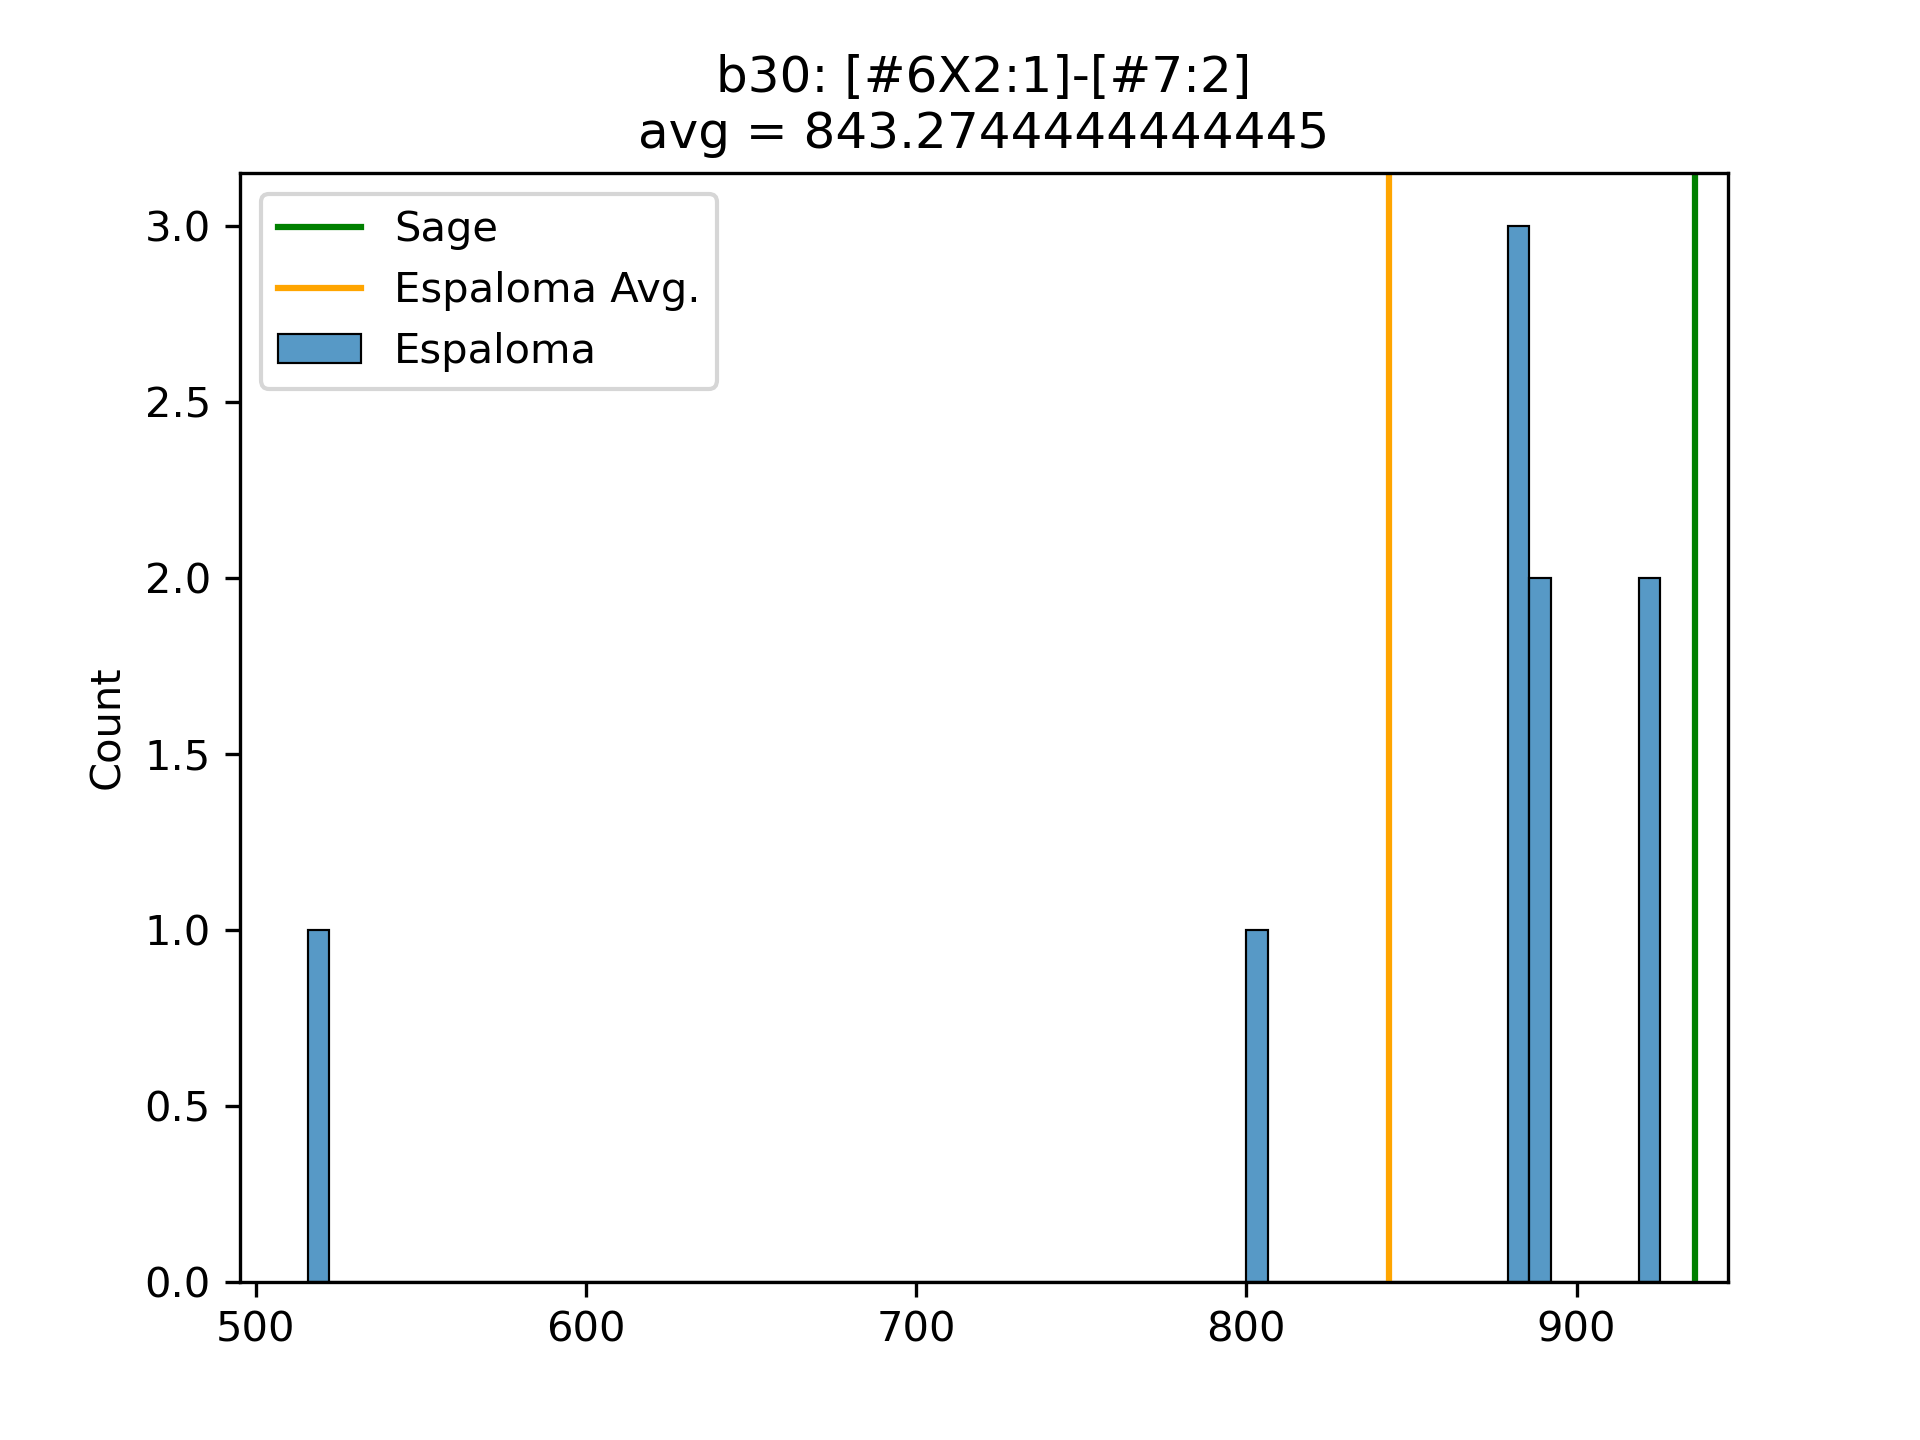 b30: [#6X2:1]-[#7:2]
avg = 843.2744444444445
Sage
Espaloma Avg.
Espaloma
3.0
2.5
2.0
1.5
1.0
0.5
0.0
Count
500 600 700 800 900